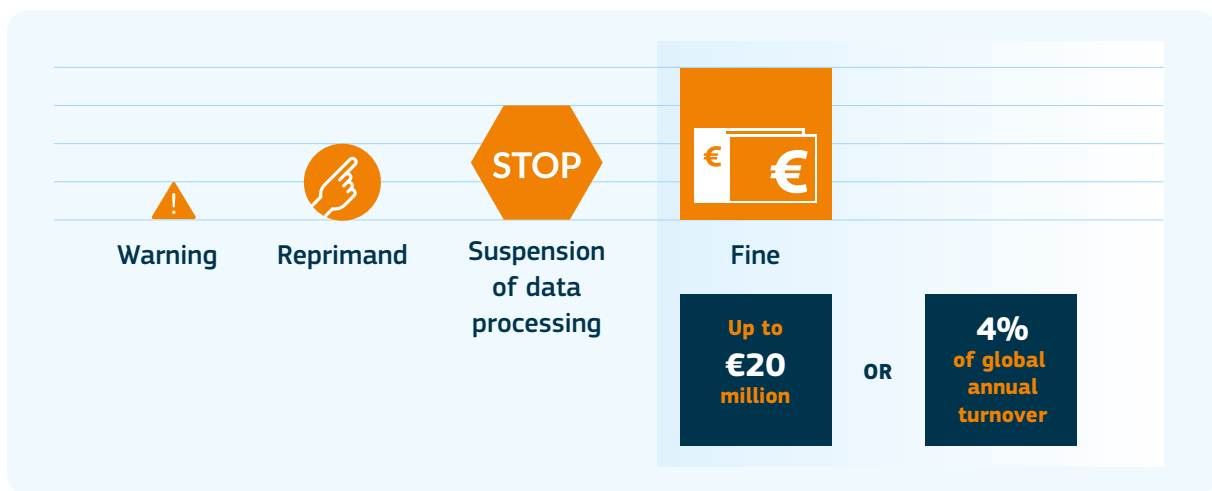 !
STOP
€ €
Warning
Reprimand
Suspension
of data
processing
Fine
Up to
€20
million
OR
4%
of global
annual
turnover